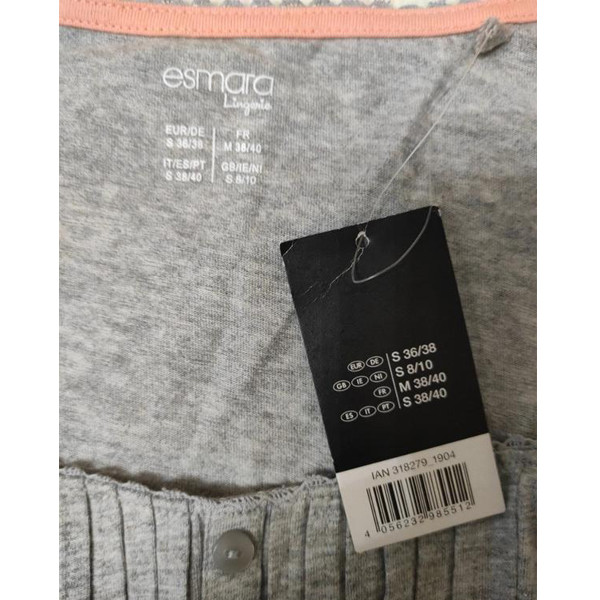 esmara
Lingerie
EUR/DE FR
S 36/38 M 38/40
IT/ES/PT GB/IE/NI
S 38/40 S 8/10
EUR DE S 36/38
GB IE NI S 8/10
FR M 38/40
ES IT PT S 38/40
IAN 318279_1904
4 056232 985512